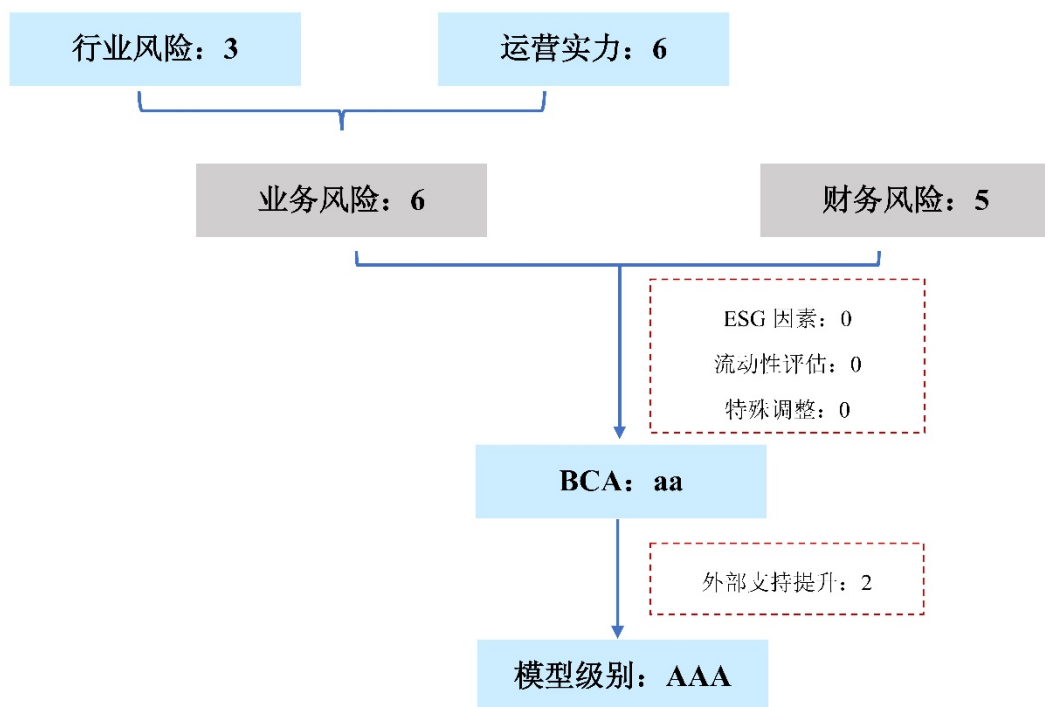 行业风险：3
运营实力：6
业务风险：6
财务风险：5
ESG 因素：0
流动性评估：0
特殊调整：0
BCA：aa
外部支持提升：2
模型级别：AAA